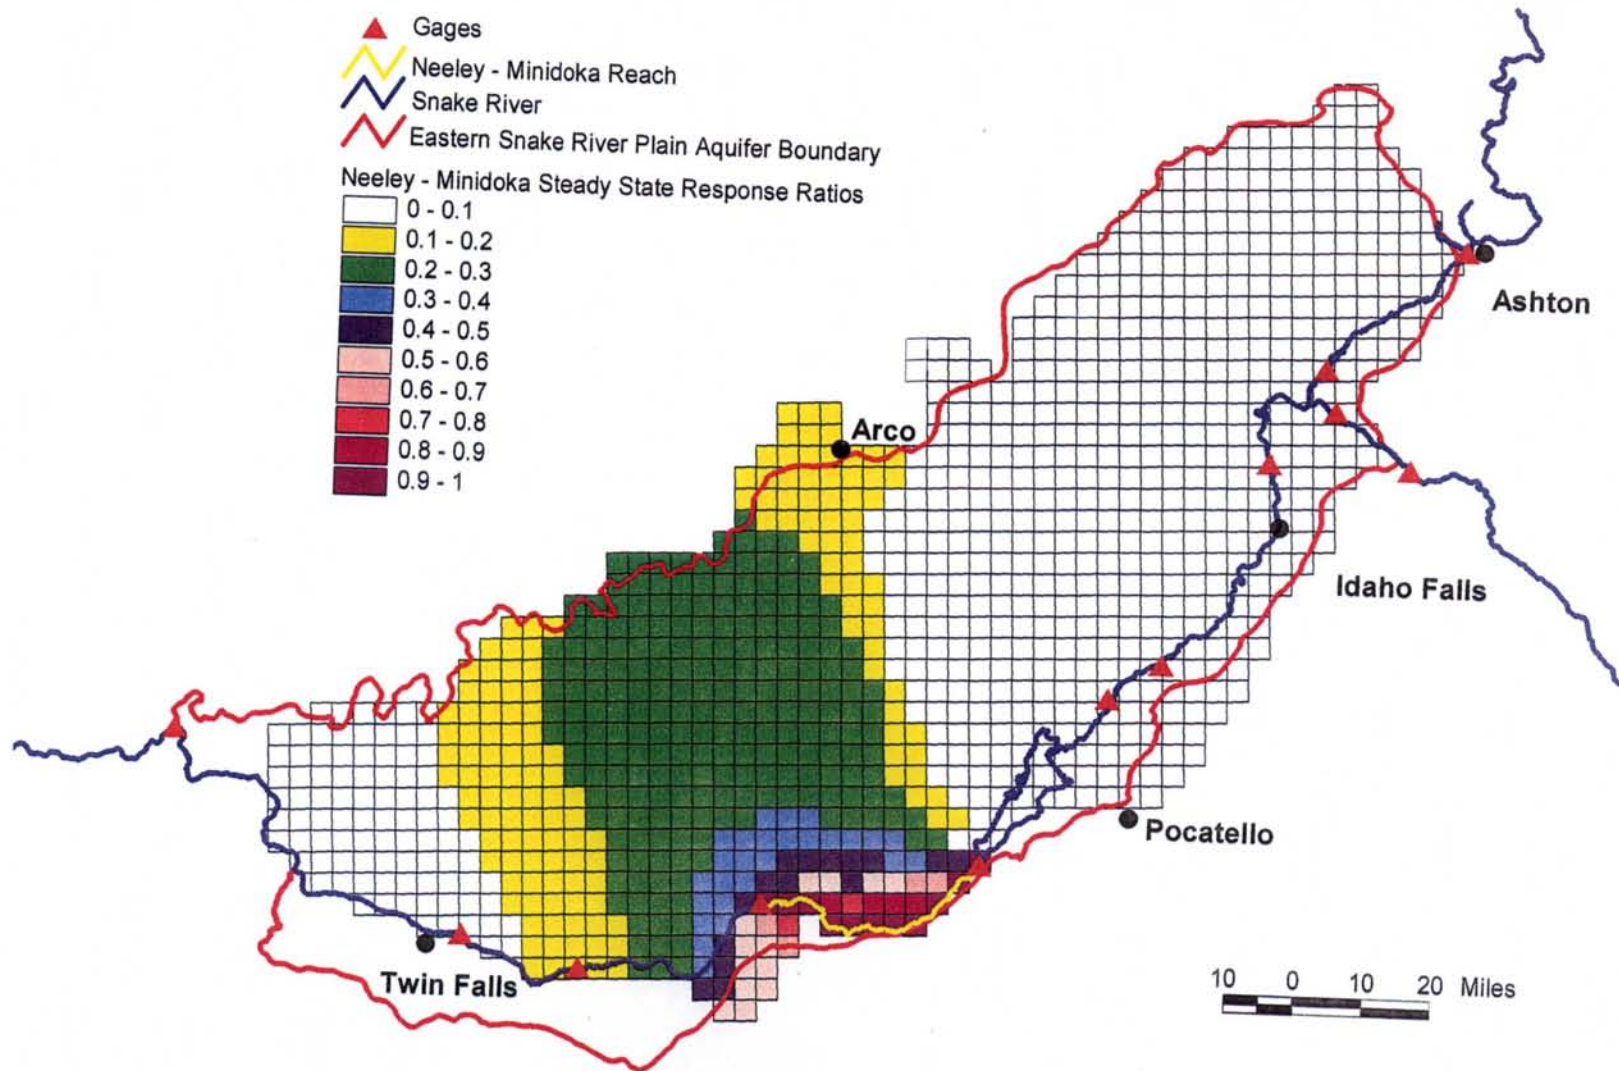 Gages
Neeley - Minidoka Reach
Snake River
Eastern Snake River Plain Aquifer Boundary
Neeley - Minidoka Steady State Response Ratios
0 - 0.1
0.1 - 0.2
0.2 - 0.3
0.3 - 0.4
0.4 - 0.5
0.5 - 0.6
0.6 - 0.7
0.7 - 0.8
0.8 - 0.9
0.9 - 1
Ashton
Arco
Idaho Falls
Pocatello
Twin Falls
10 0 10 20 Miles